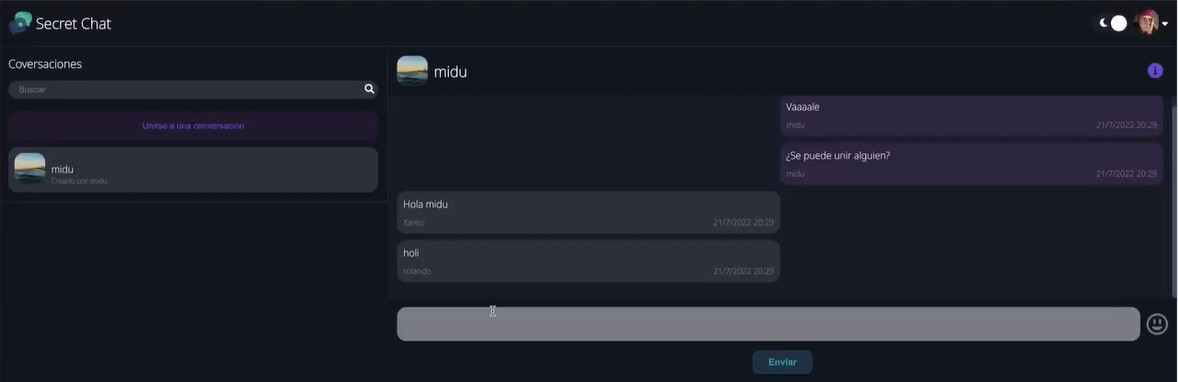 Secret Chat
Coversaciones
Buscar
Unirse a una conversación
midu
Creado por midu
midu
Vaaaale
midu 21/7/2022 20:29
¿Se puede unir alguien?
midu 21/7/2022 20:29
Hola midu
Xavito 21/7/2022 20:29
holi
rolando 21/7/2022 20:29
Enviar